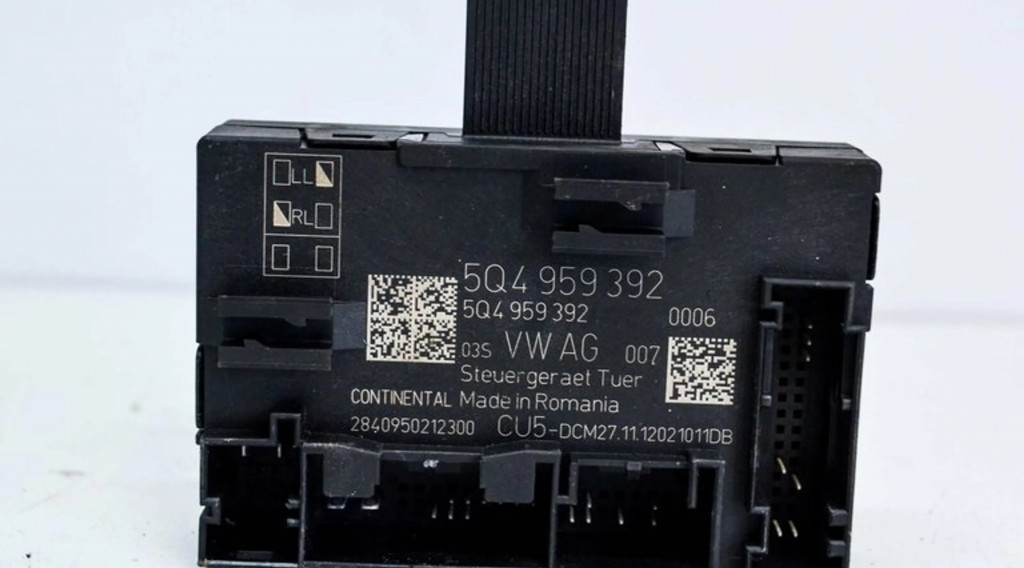 LL
RL
5Q4 959 392
5Q4 959 392 0006
03S VW AG 007
Steuergeraet Tuer
CONTINENTAL Made in Romania
2840950212300 CU5-DCM27.11.12021011DB